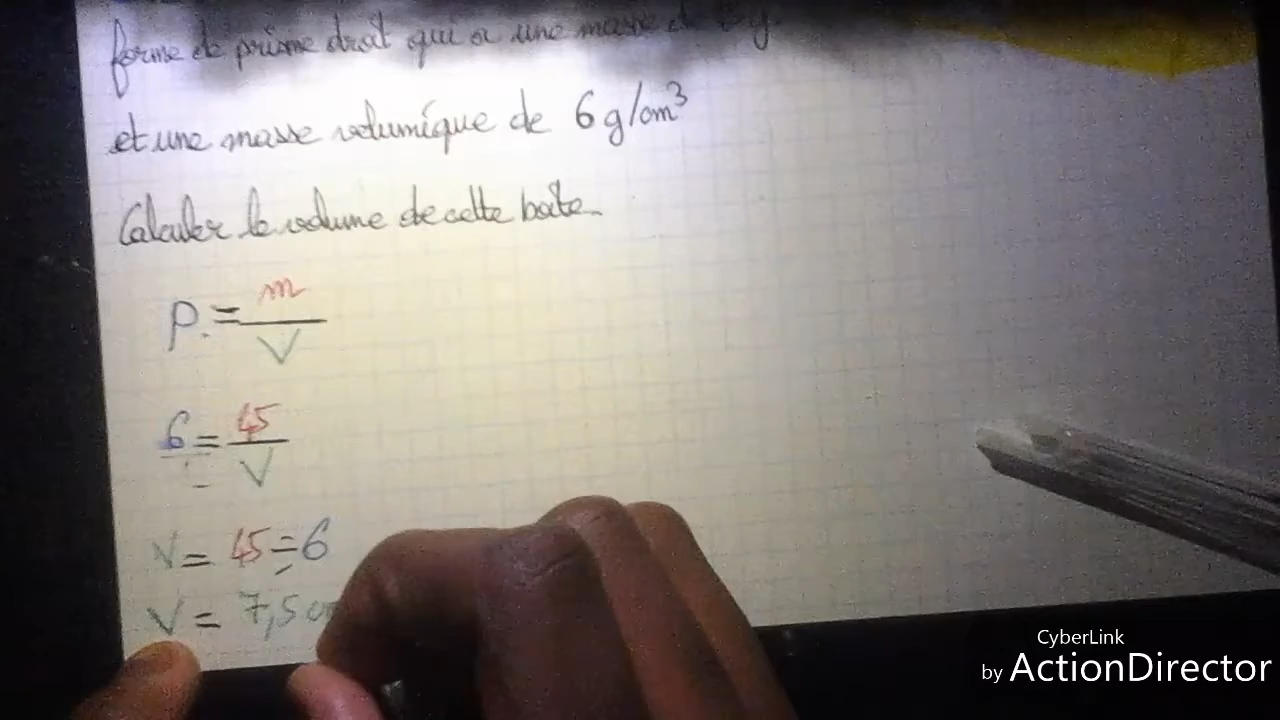 forme de prisme droit qui a une masse de
et une masse volumique de 6 g/cm³
Calculer le volume de cette boîte.
ρ = m/V
6 = 45/V
V = 45 ÷ 6
V = 7,5
CyberLink
by ActionDirector